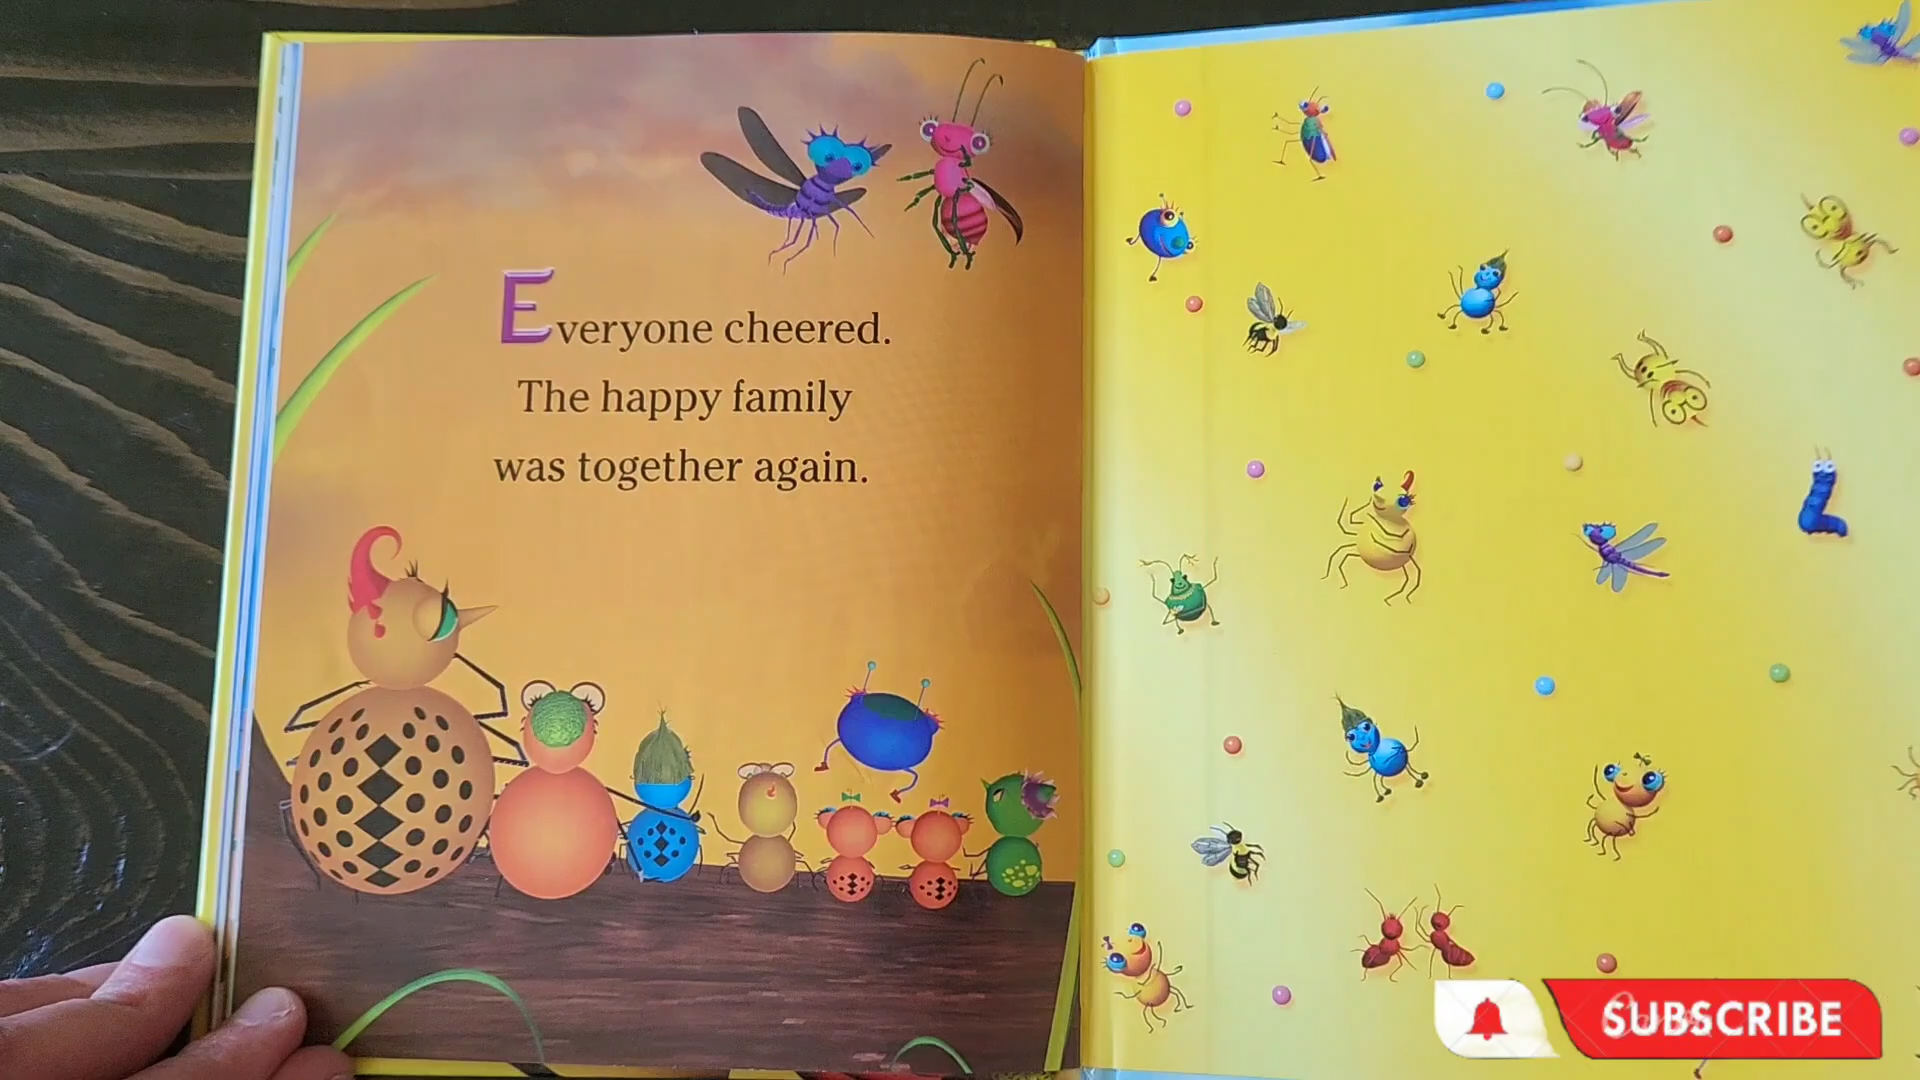 Everyone cheered.
The happy family
was together again.
SUBSCRIBE